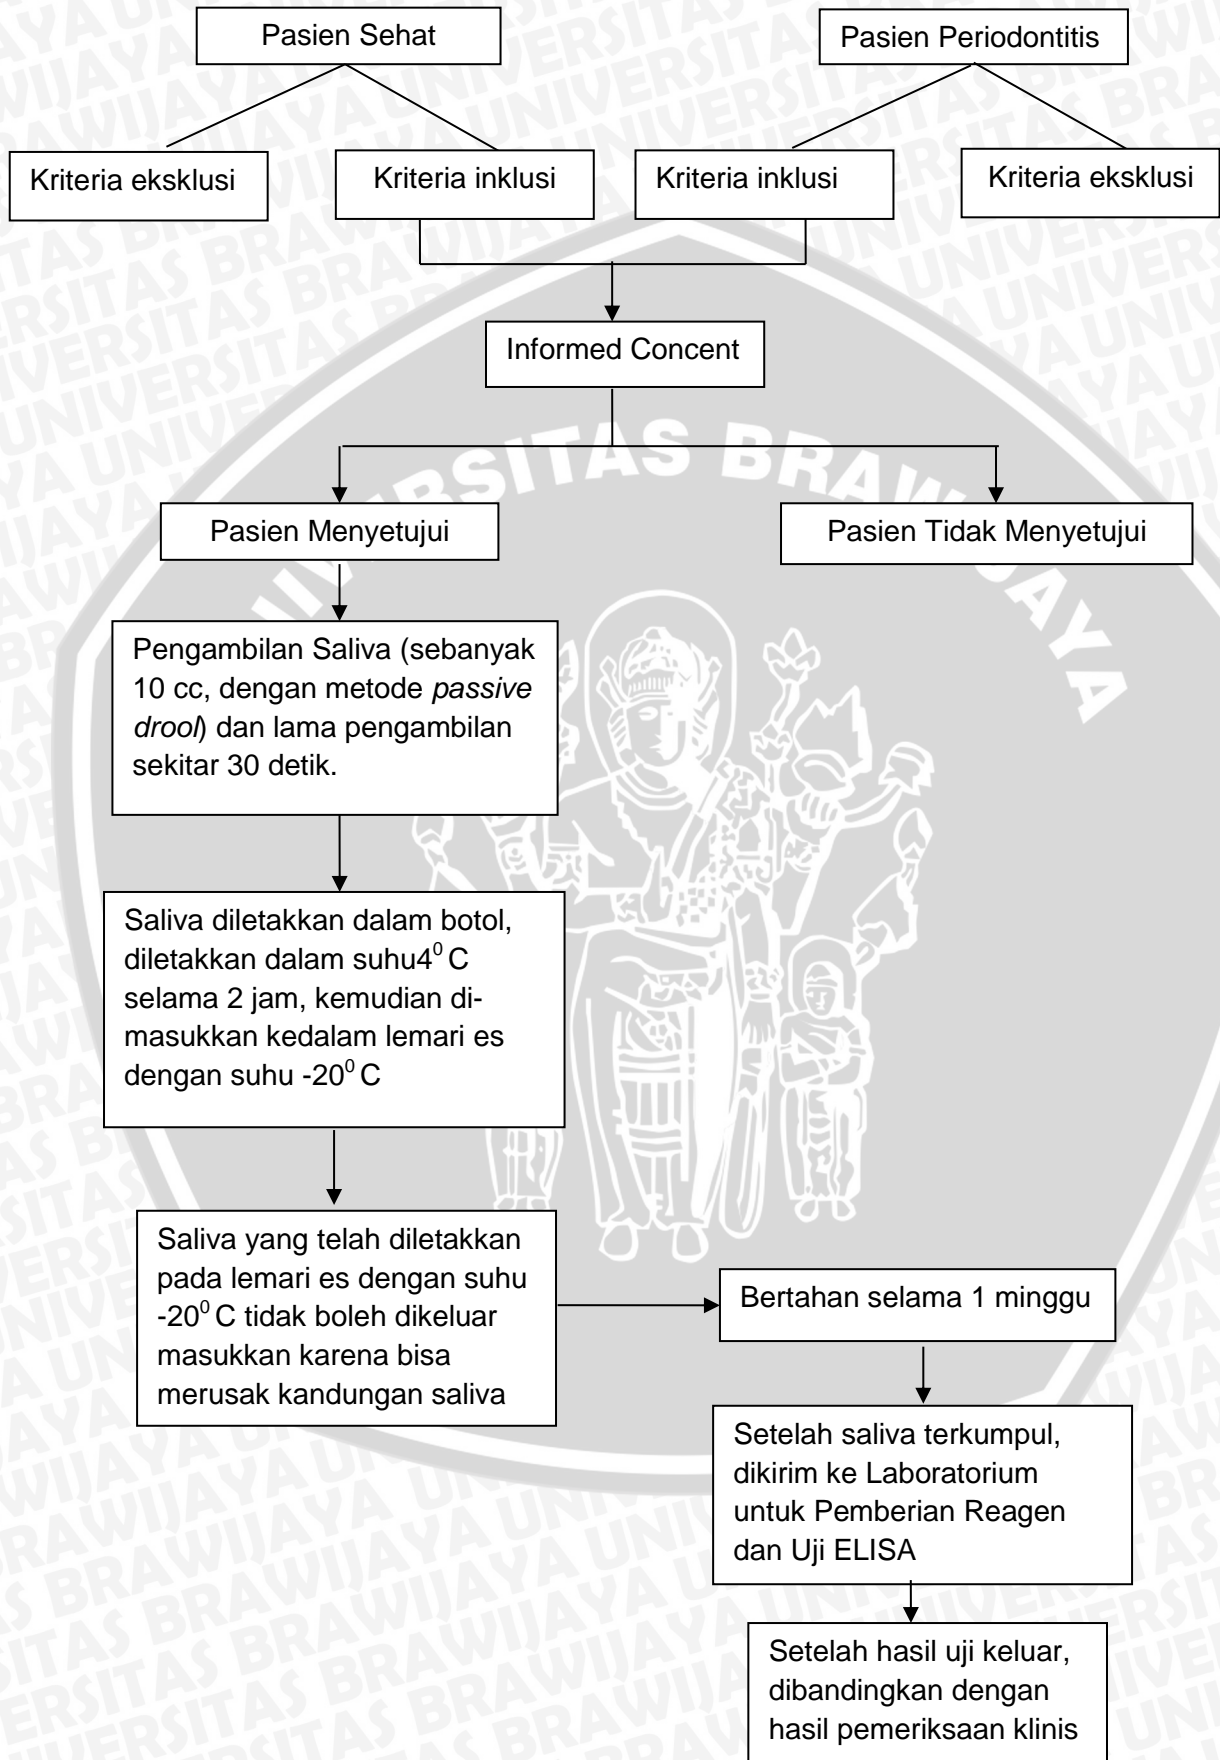 Pasien Sehat
Pasien Periodontitis
Kriteria eksklusi
Kriteria inklusi
Kriteria inklusi
Kriteria eksklusi
Informed Concent
UNIVERSITAS BRAWIJAYA
Pasien Menyetujui
Pasien Tidak Menyetujui
Pengambilan Saliva (sebanyak
10 cc, dengan metode passive
drool) dan lama pengambilan
sekitar 30 detik.
Saliva diletakkan dalam botol,
diletakkan dalam suhu4⁰ C
selama 2 jam, kemudian di-
masukkan kedalam lemari es
dengan suhu -20⁰ C
Saliva yang telah diletakkan
pada lemari es dengan suhu
-20⁰ C tidak boleh dikeluar
masukkan karena bisa
merusak kandungan saliva
Bertahan selama 1 minggu
Setelah saliva terkumpul,
dikirim ke Laboratorium
untuk Pemberian Reagen
dan Uji ELISA
Setelah hasil uji keluar,
dibandingkan dengan
hasil pemeriksaan klinis